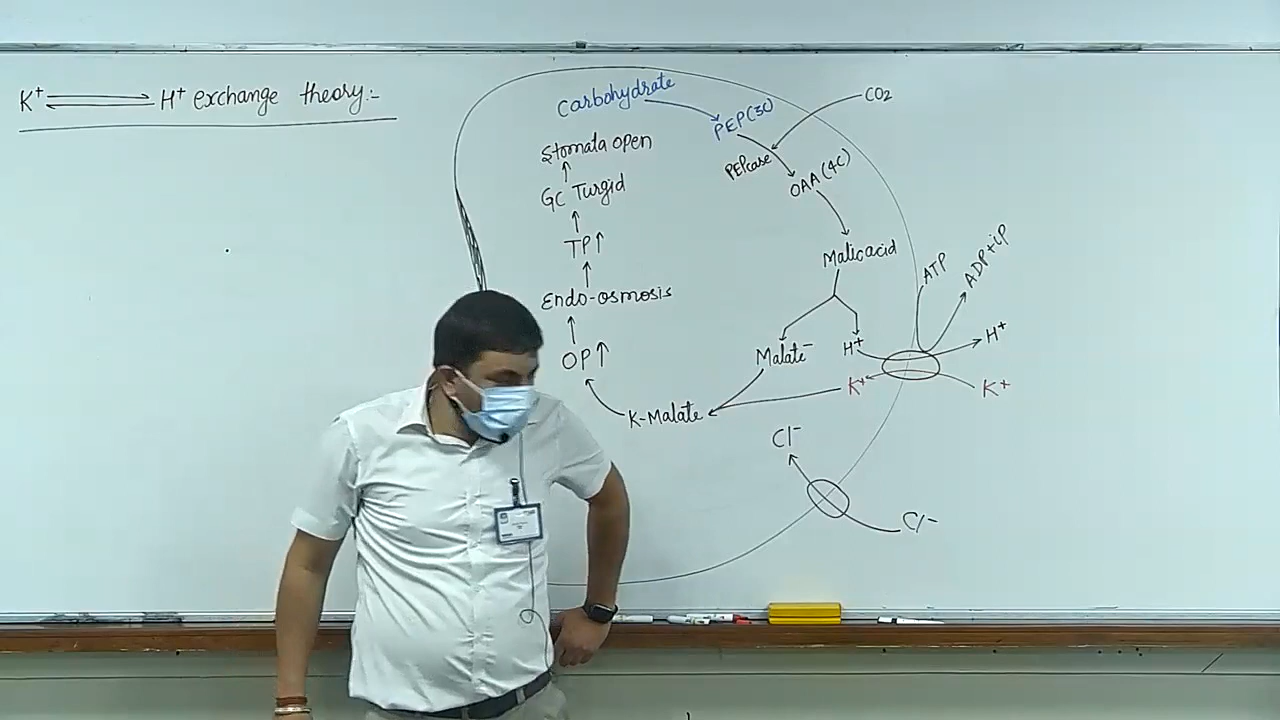 K+ ⇌ H+ exchange theory:-
Carbohydrate
PEP(3C)
CO2
PEPcase
OAA (4C)
Malic acid
Malate-
H+
ATP
ADP+iP
H+
K+
K+
K-Malate
OP↑
Endo-osmosis
TP↑
GC Turgid
Stomata open
Cl-
Cl-